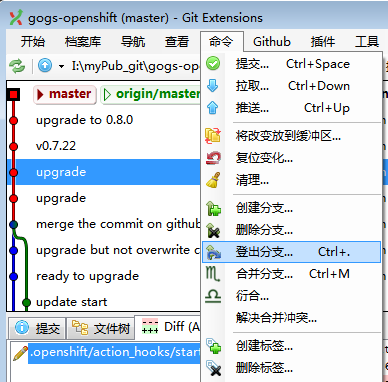 gogs-openshift (master) - Git Extensions
开始 档案库 导航 查看 命令 Github 插件 工具
I:\myPub_git\gogs-op
master origin/master
upgrade to 0.8.0
v0.7.22
upgrade
upgrade
merge the commit on github
upgrade but not overwrite c
ready to upgrade
update start
提交 文件树 Diff (A
.openshift/action_hooks/start
提交... Ctrl+Space
拉取... Ctrl+Down
推送... Ctrl+Up
将改变放到缓冲区...
复位变化...
清理...
创建分支...
删除分支...
登出分支... Ctrl+.
合并分支... Ctrl+M
衍合...
解决合并冲突...
创建标签...
删除标签...